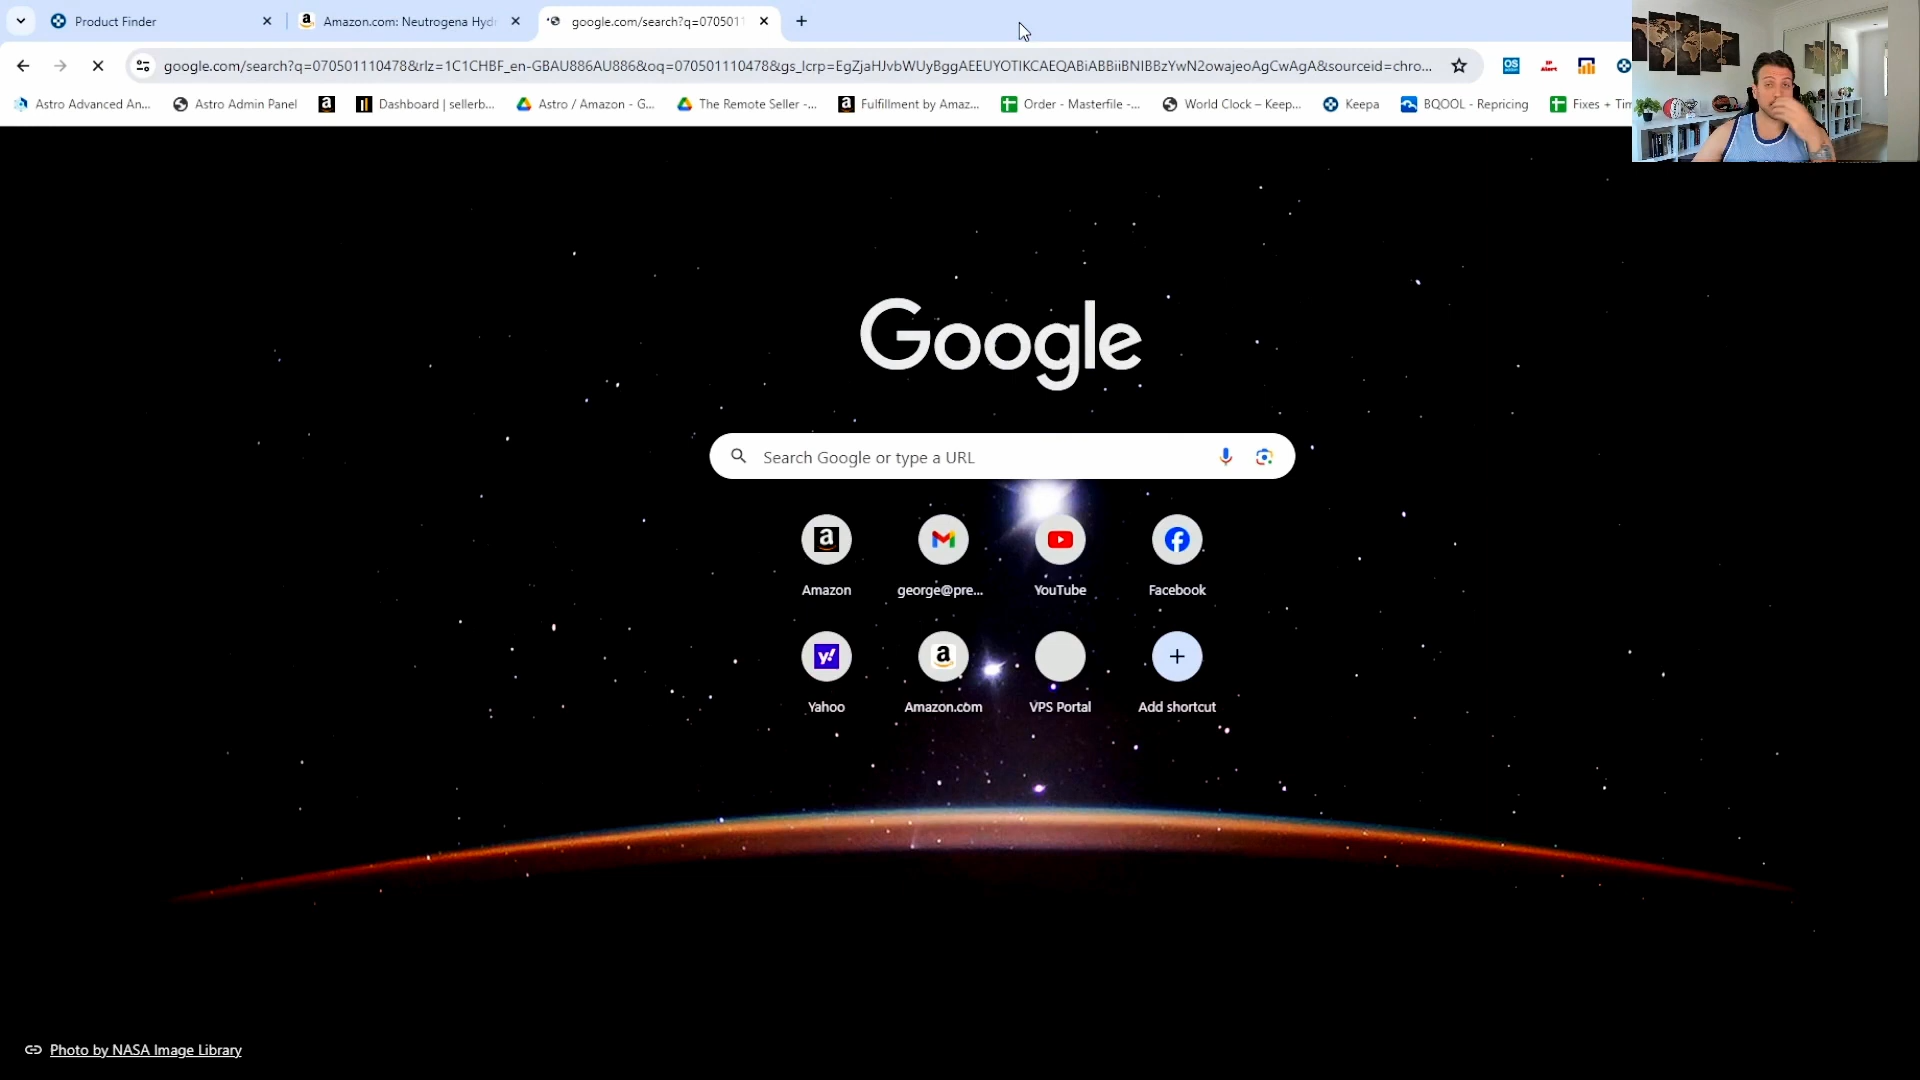 Product Finder
Amazon.com: Neutrogena Hydr
google.com/search?q=070501
google.com/search?q=070501110478&rlz=1C1CHBF_en-GBAU886AU886&oq=070501110478&gs_lcrp=EgZjaHJvbWUyBggAEEUYOTIKCAEQABiABBiiBNIBBzYwN2owajeoAgCwAgA&sourceid=chro...
Astro Advanced An...
Astro Admin Panel
Dashboard | sellerb...
Astro / Amazon - G...
The Remote Seller -...
Fulfillment by Amaz...
Order - Masterfile -...
World Clock – Keep...
Keepa
BQOOL - Repricing
Fixes + Tim
Google
Search Google or type a URL
Amazon
george@pre...
YouTube
Facebook
Yahoo
Amazon.com
VPS Portal
Add shortcut
Photo by NASA Image Library